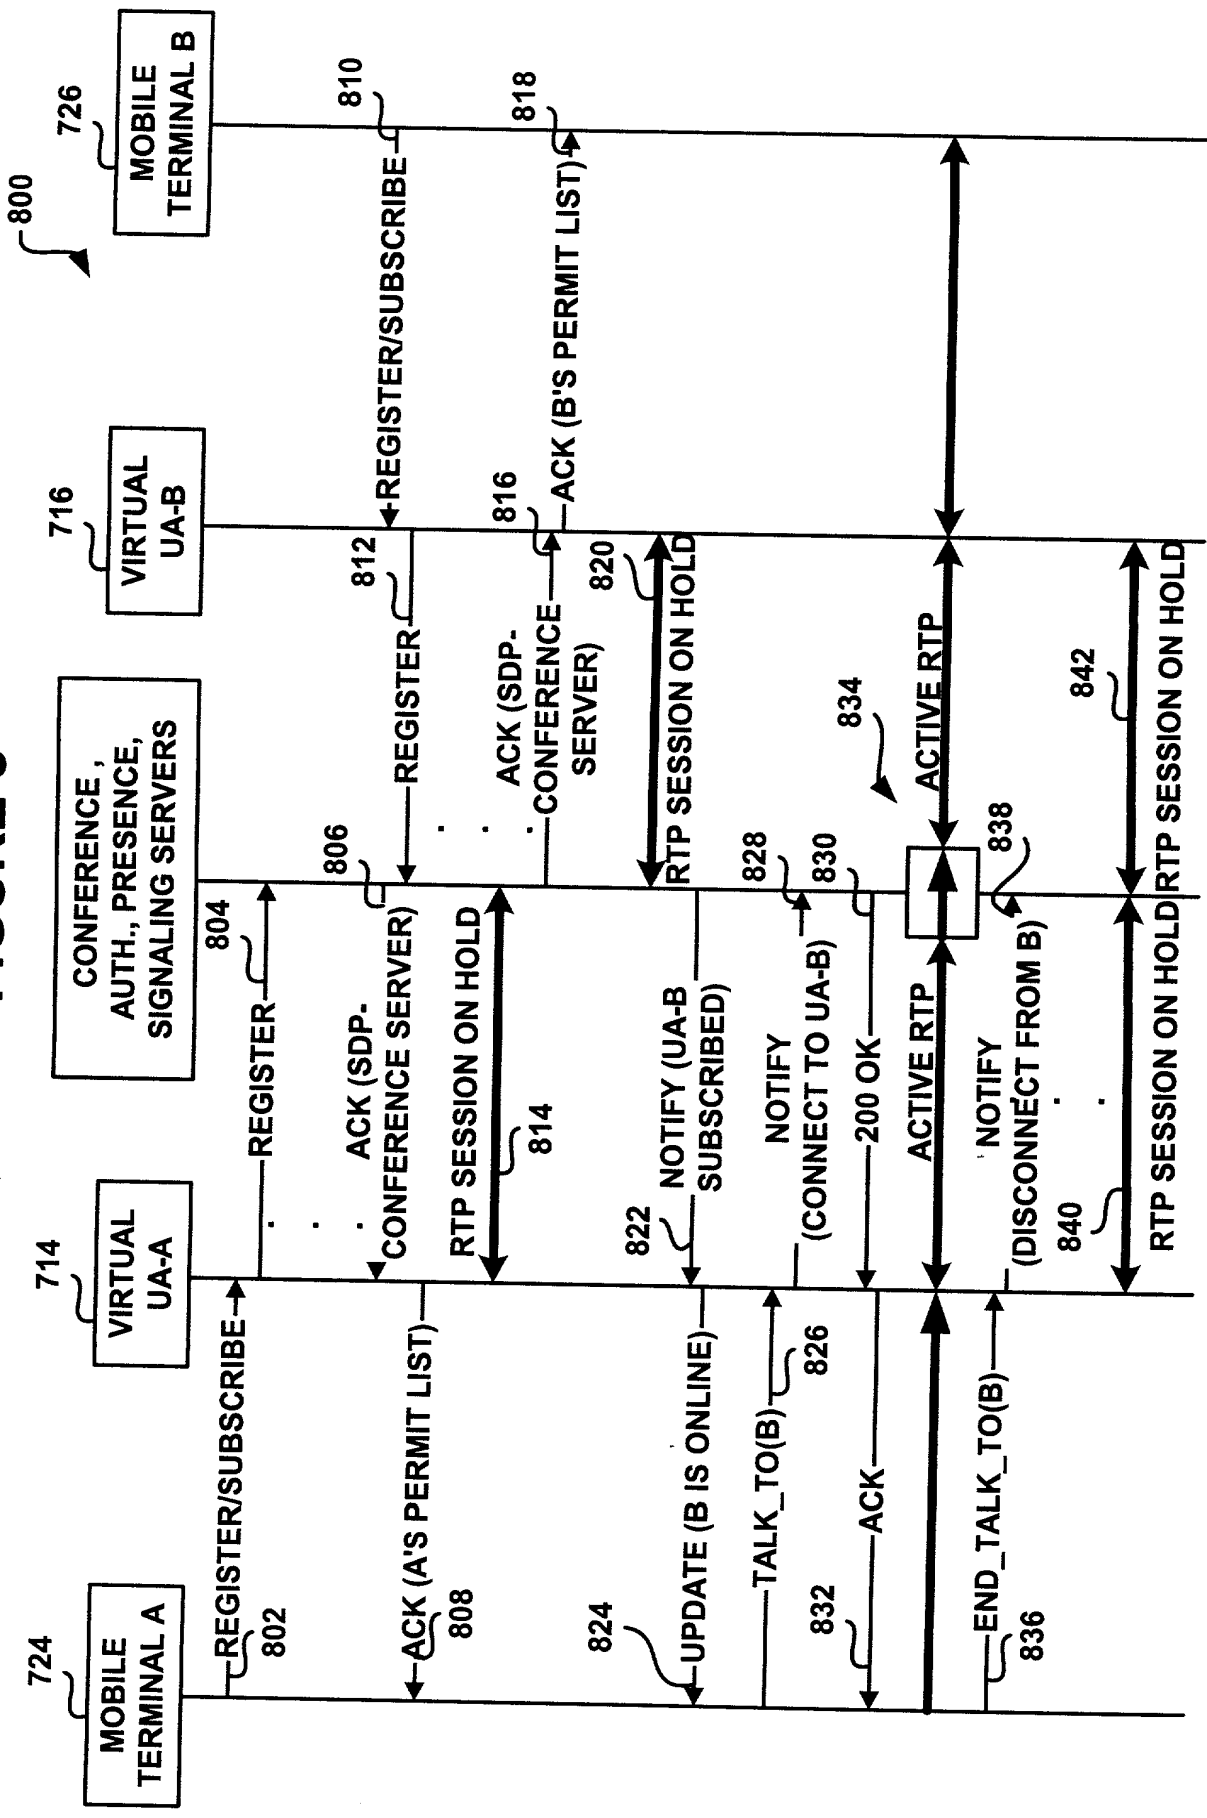 800
724
714
716
726
MOBILE
TERMINAL A
VIRTUAL
UA-A
CONFERENCE ,
AUTH., PRESENCE,
SIGNALING SERVERS
VIRTUAL
UA-B
MOBILE
TERMINAL B
REGISTER/SUBSCRIBE
802
REGISTER
804
. . .
ACK (SDP-
CONFERENCE SERVER)
806
ACK (A'S PERMIT LIST)
808
REGISTER/SUBSCRIBE
810
REGISTER
812
. . .
RTP SESSION ON HOLD
814
ACK (SDP-
CONFERENCE
SERVER)
816
ACK (B'S PERMIT LIST)
818
820
RTP SESSION ON HOLD
NOTIFY (UA-B
SUBSCRIBED)
822
UPDATE (B IS ONLINE)
824
TALK_TO(B)
826
NOTIFY
(CONNECT TO UA-B)
828
200 OK
830
ACK
832
ACTIVE RTP
ACTIVE RTP
834
END_TALK_TO(B)
836
NOTIFY
(DISCONNECT FROM B)
838
. . .
840
RTP SESSION ON HOLD
842
RTP SESSION ON HOLD